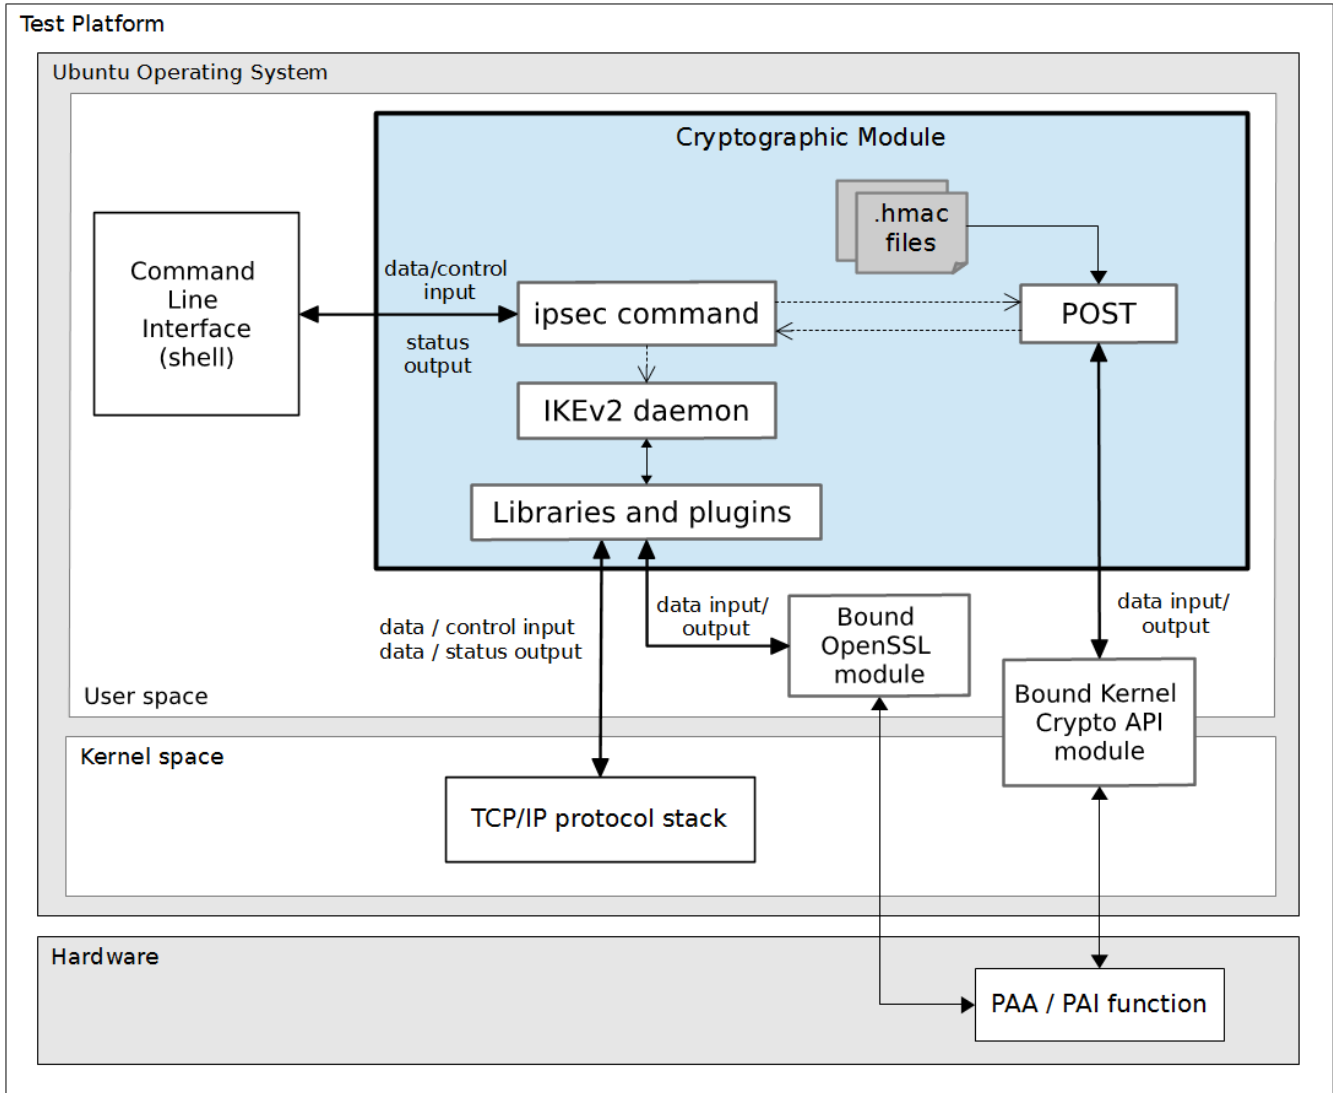 Test Platform
Ubuntu Operating System
Cryptographic Module
.hmac
files
Command
Line
Interface
(shell)
data/control
input
status
output
ipsec command
POST
IKEv2 daemon
Libraries and plugins
data / control input
data / status output
data input/
output
Bound
OpenSSL
module
data input/
output
Bound Kernel
Crypto API
module
User space
Kernel space
TCP/IP protocol stack
Hardware
PAA / PAI function